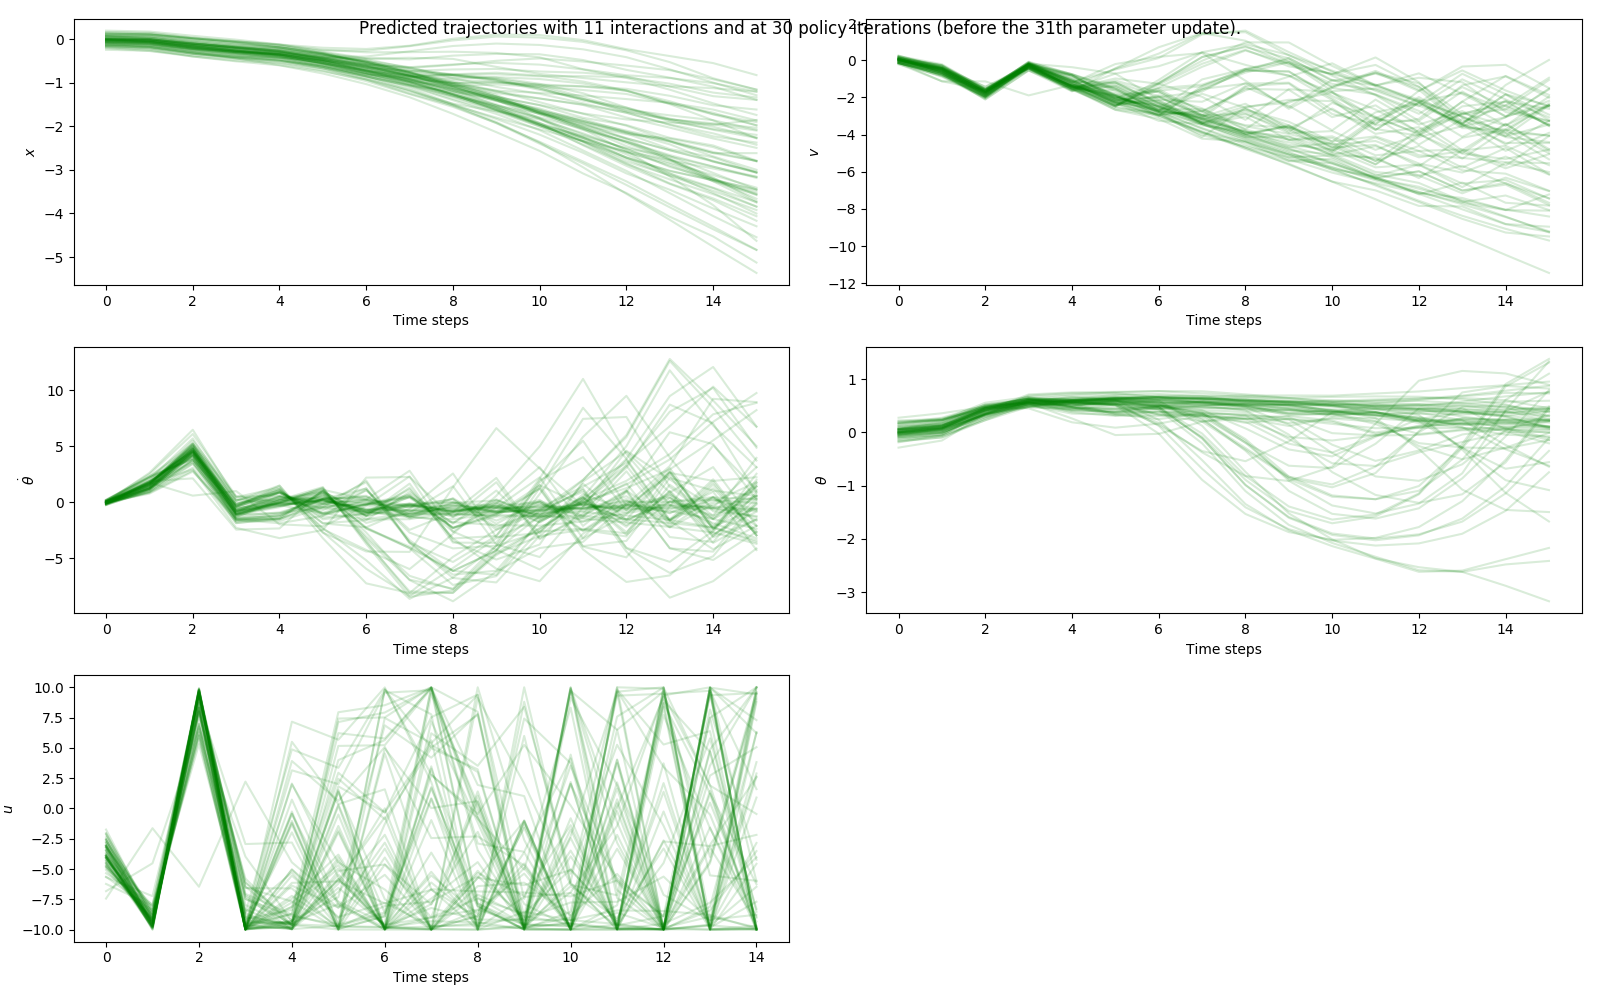 Predicted trajectories with 11 interactions and at 30 policy iterations (before the 31th parameter update).
0
−1
−2
−3
−4
−5
x
0 2 4 6 8 10 12 14
Time steps
2
0
−2
−4
−6
−8
−10
−12
v
0 2 4 6 8 10 12 14
Time steps
10
5
0
−5
θ̇
0 2 4 6 8 10 12 14
Time steps
1
0
−1
−2
−3
θ
0 2 4 6 8 10 12 14
Time steps
10.0
7.5
5.0
2.5
0.0
−2.5
−5.0
−7.5
−10.0
u
0 2 4 6 8 10 12 14
Time steps